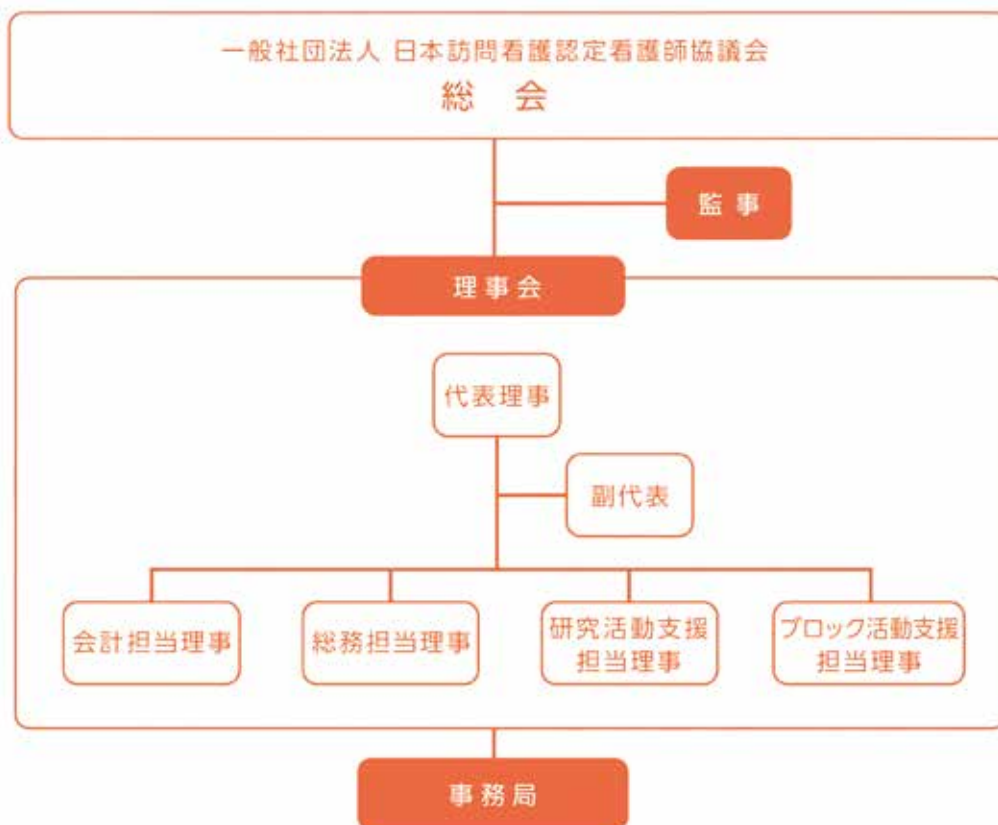 一般社団法人 日本訪問看護認定看護師協議会
総 会
監事
理事会
代表理事
副代表
会計担当理事
総務担当理事
研究活動支援
担当理事
ブロック活動支援
担当理事
事務局